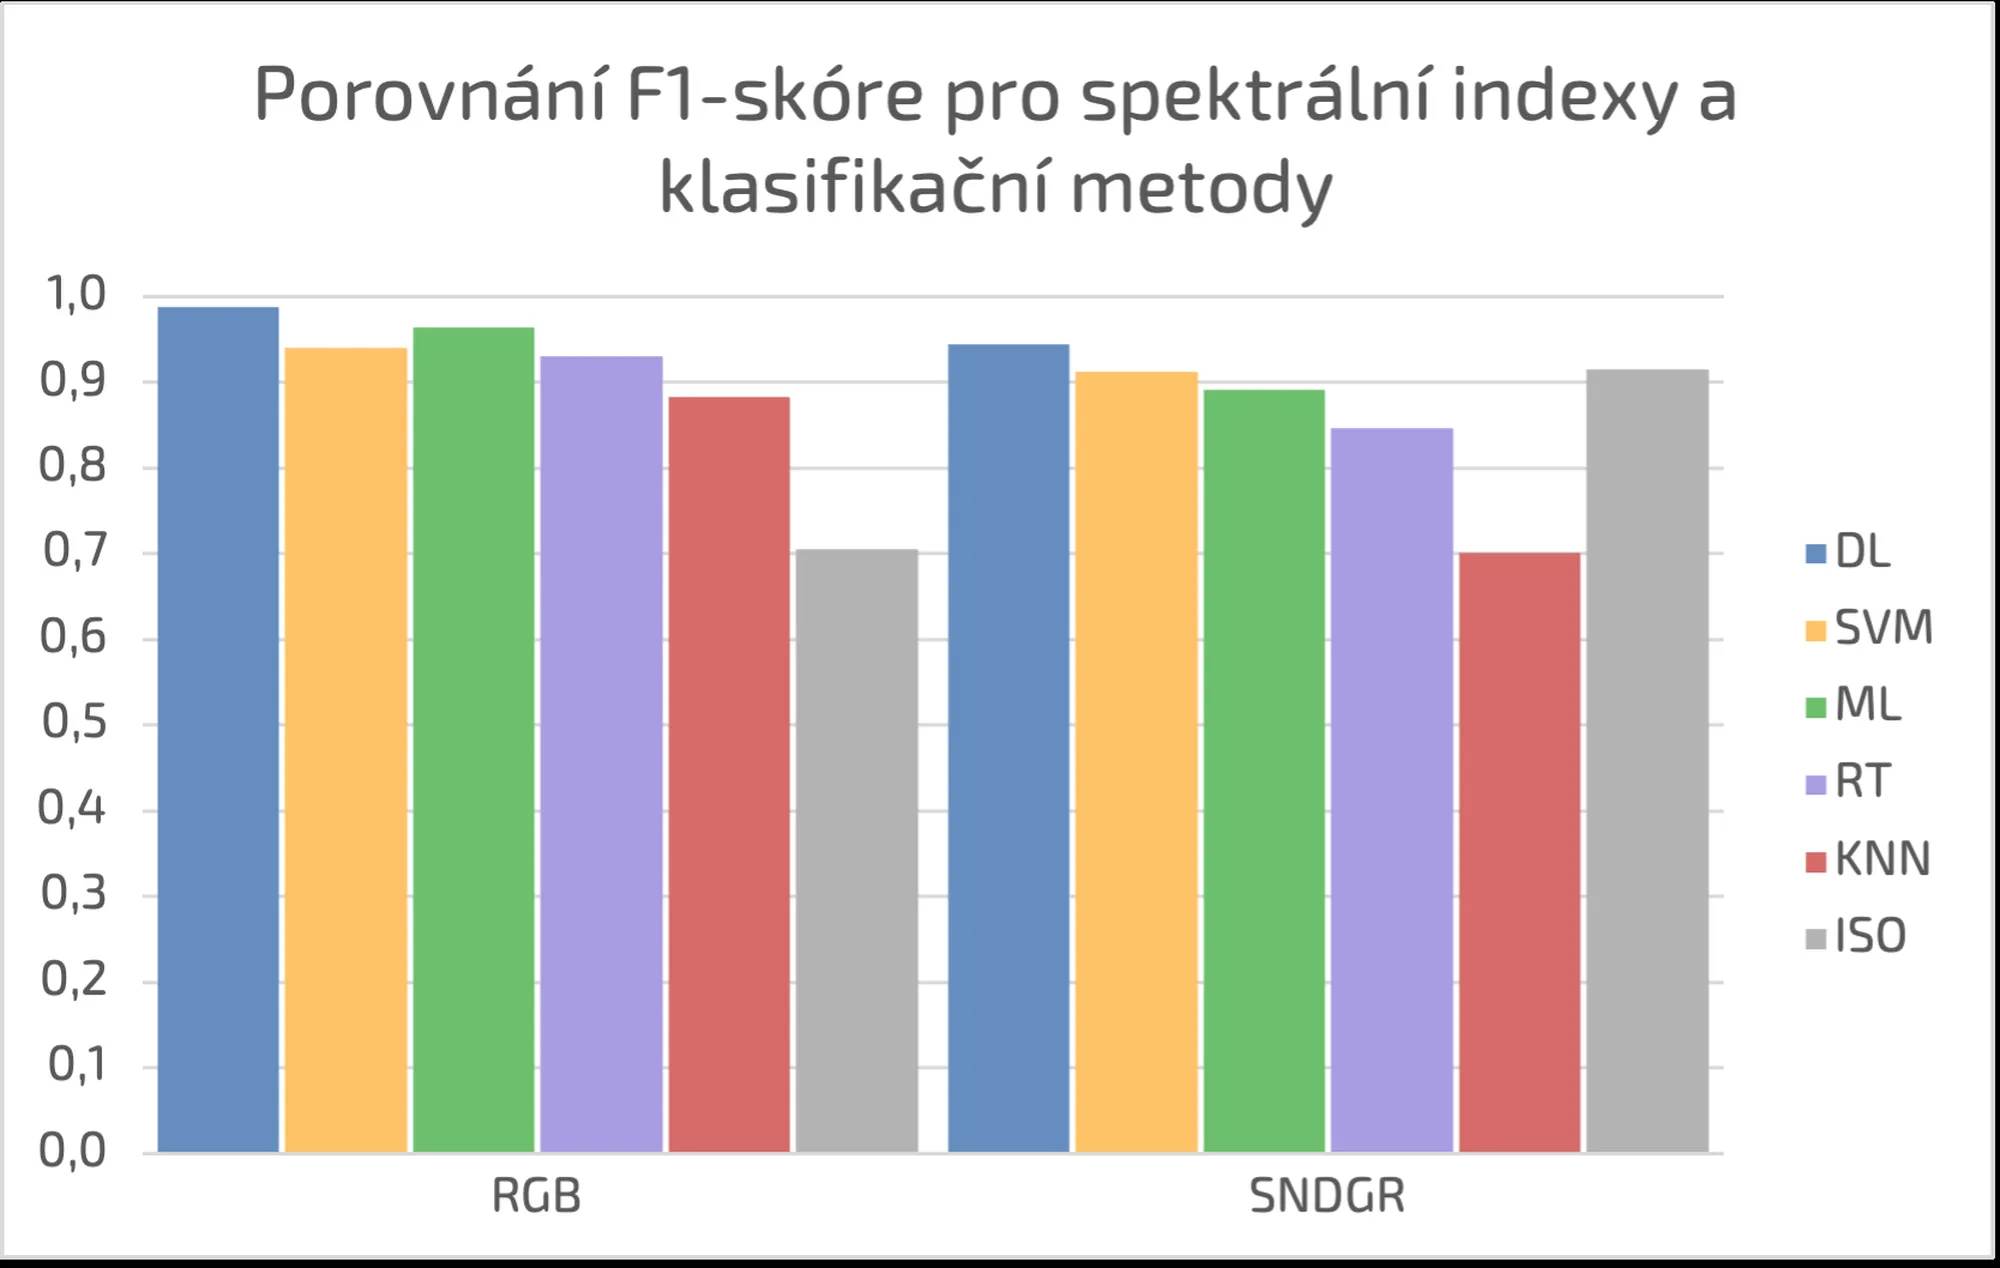 Porovnání F1-skóre pro spektrální indexy a
klasifikační metody
1,0
0,9
0,8
0,7
0,6
0,5
0,4
0,3
0,2
0,1
0,0
RGB
SNDGR
DL
SVM
ML
RT
KNN
ISO